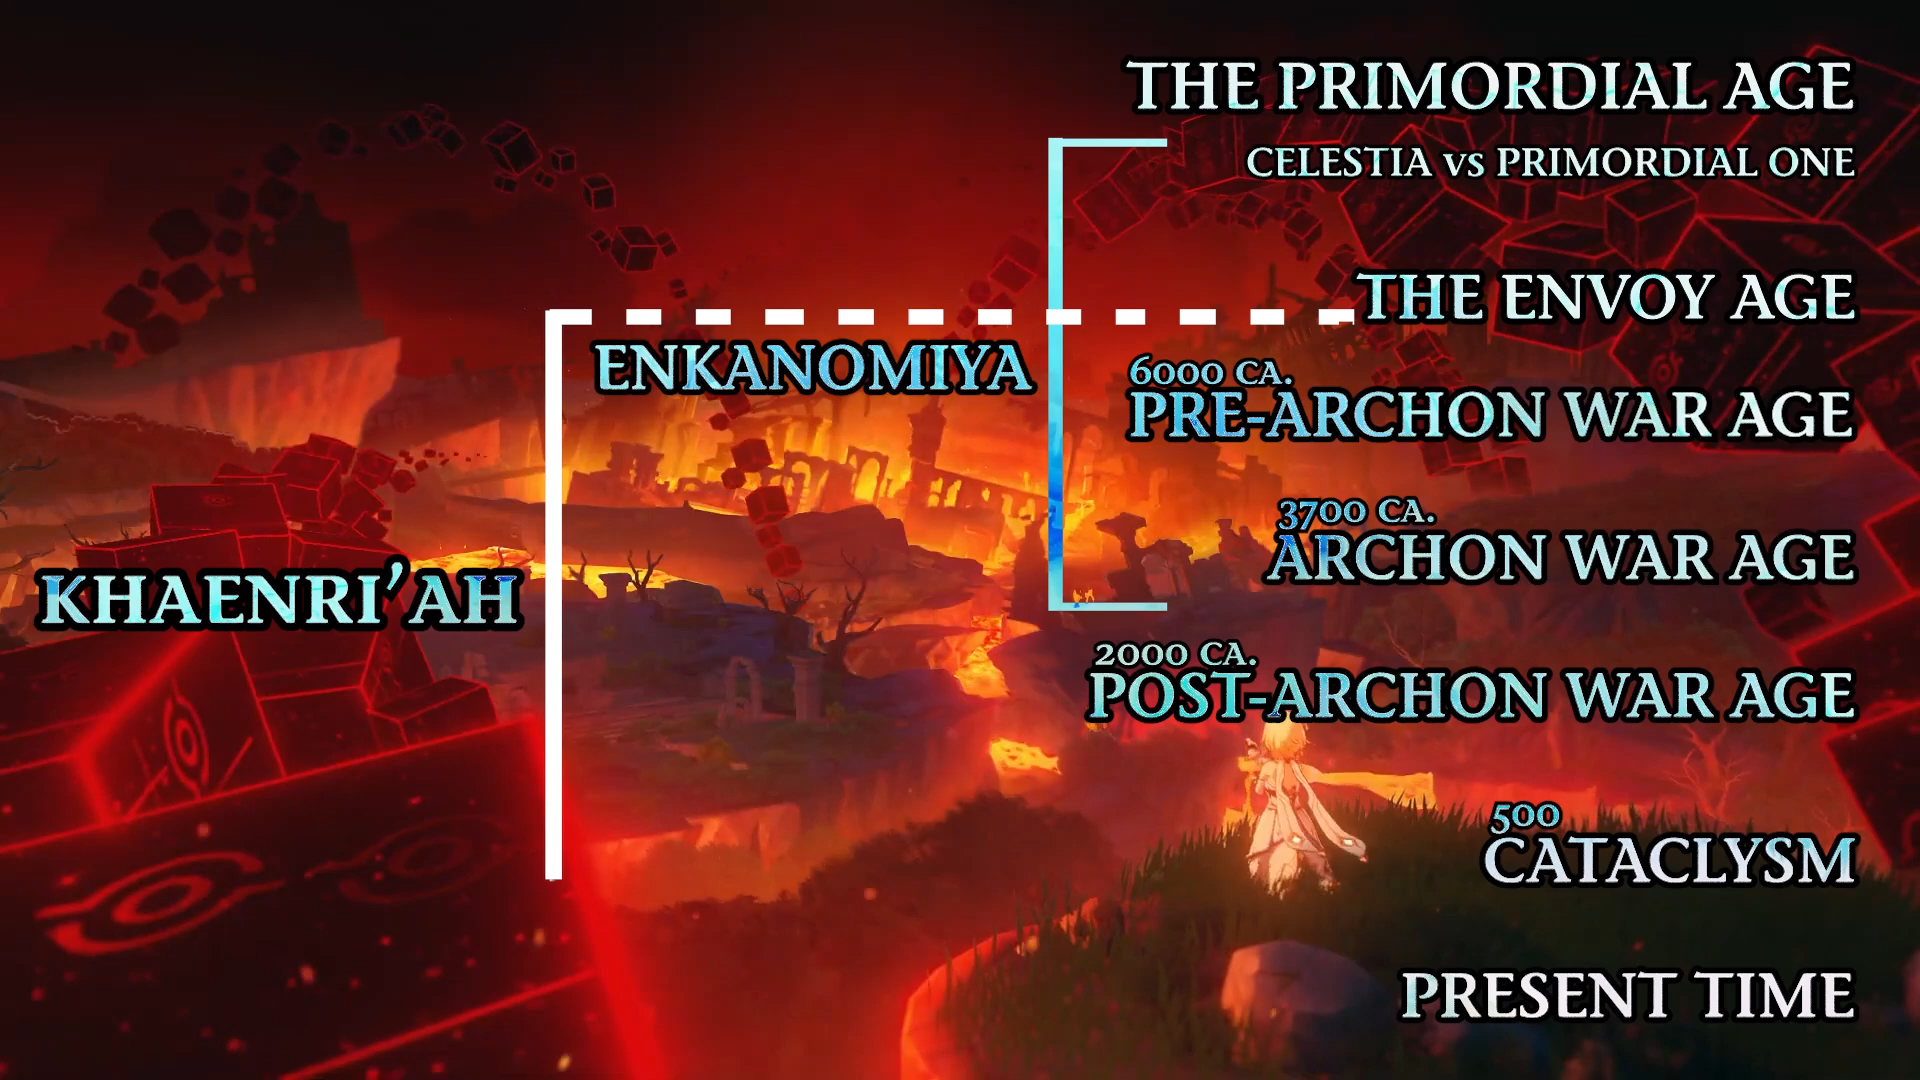 THE PRIMORDIAL AGE
CELESTIA VS PRIMORDIAL ONE
THE ENVOY AGE
ENKANOMIYA
6000 CA.
PRE-ARCHON WAR AGE
3700 CA.
ARCHON WAR AGE
KHAENRI'AH
2000 CA.
POST-ARCHON WAR AGE
500
CATACLYSM
PRESENT TIME